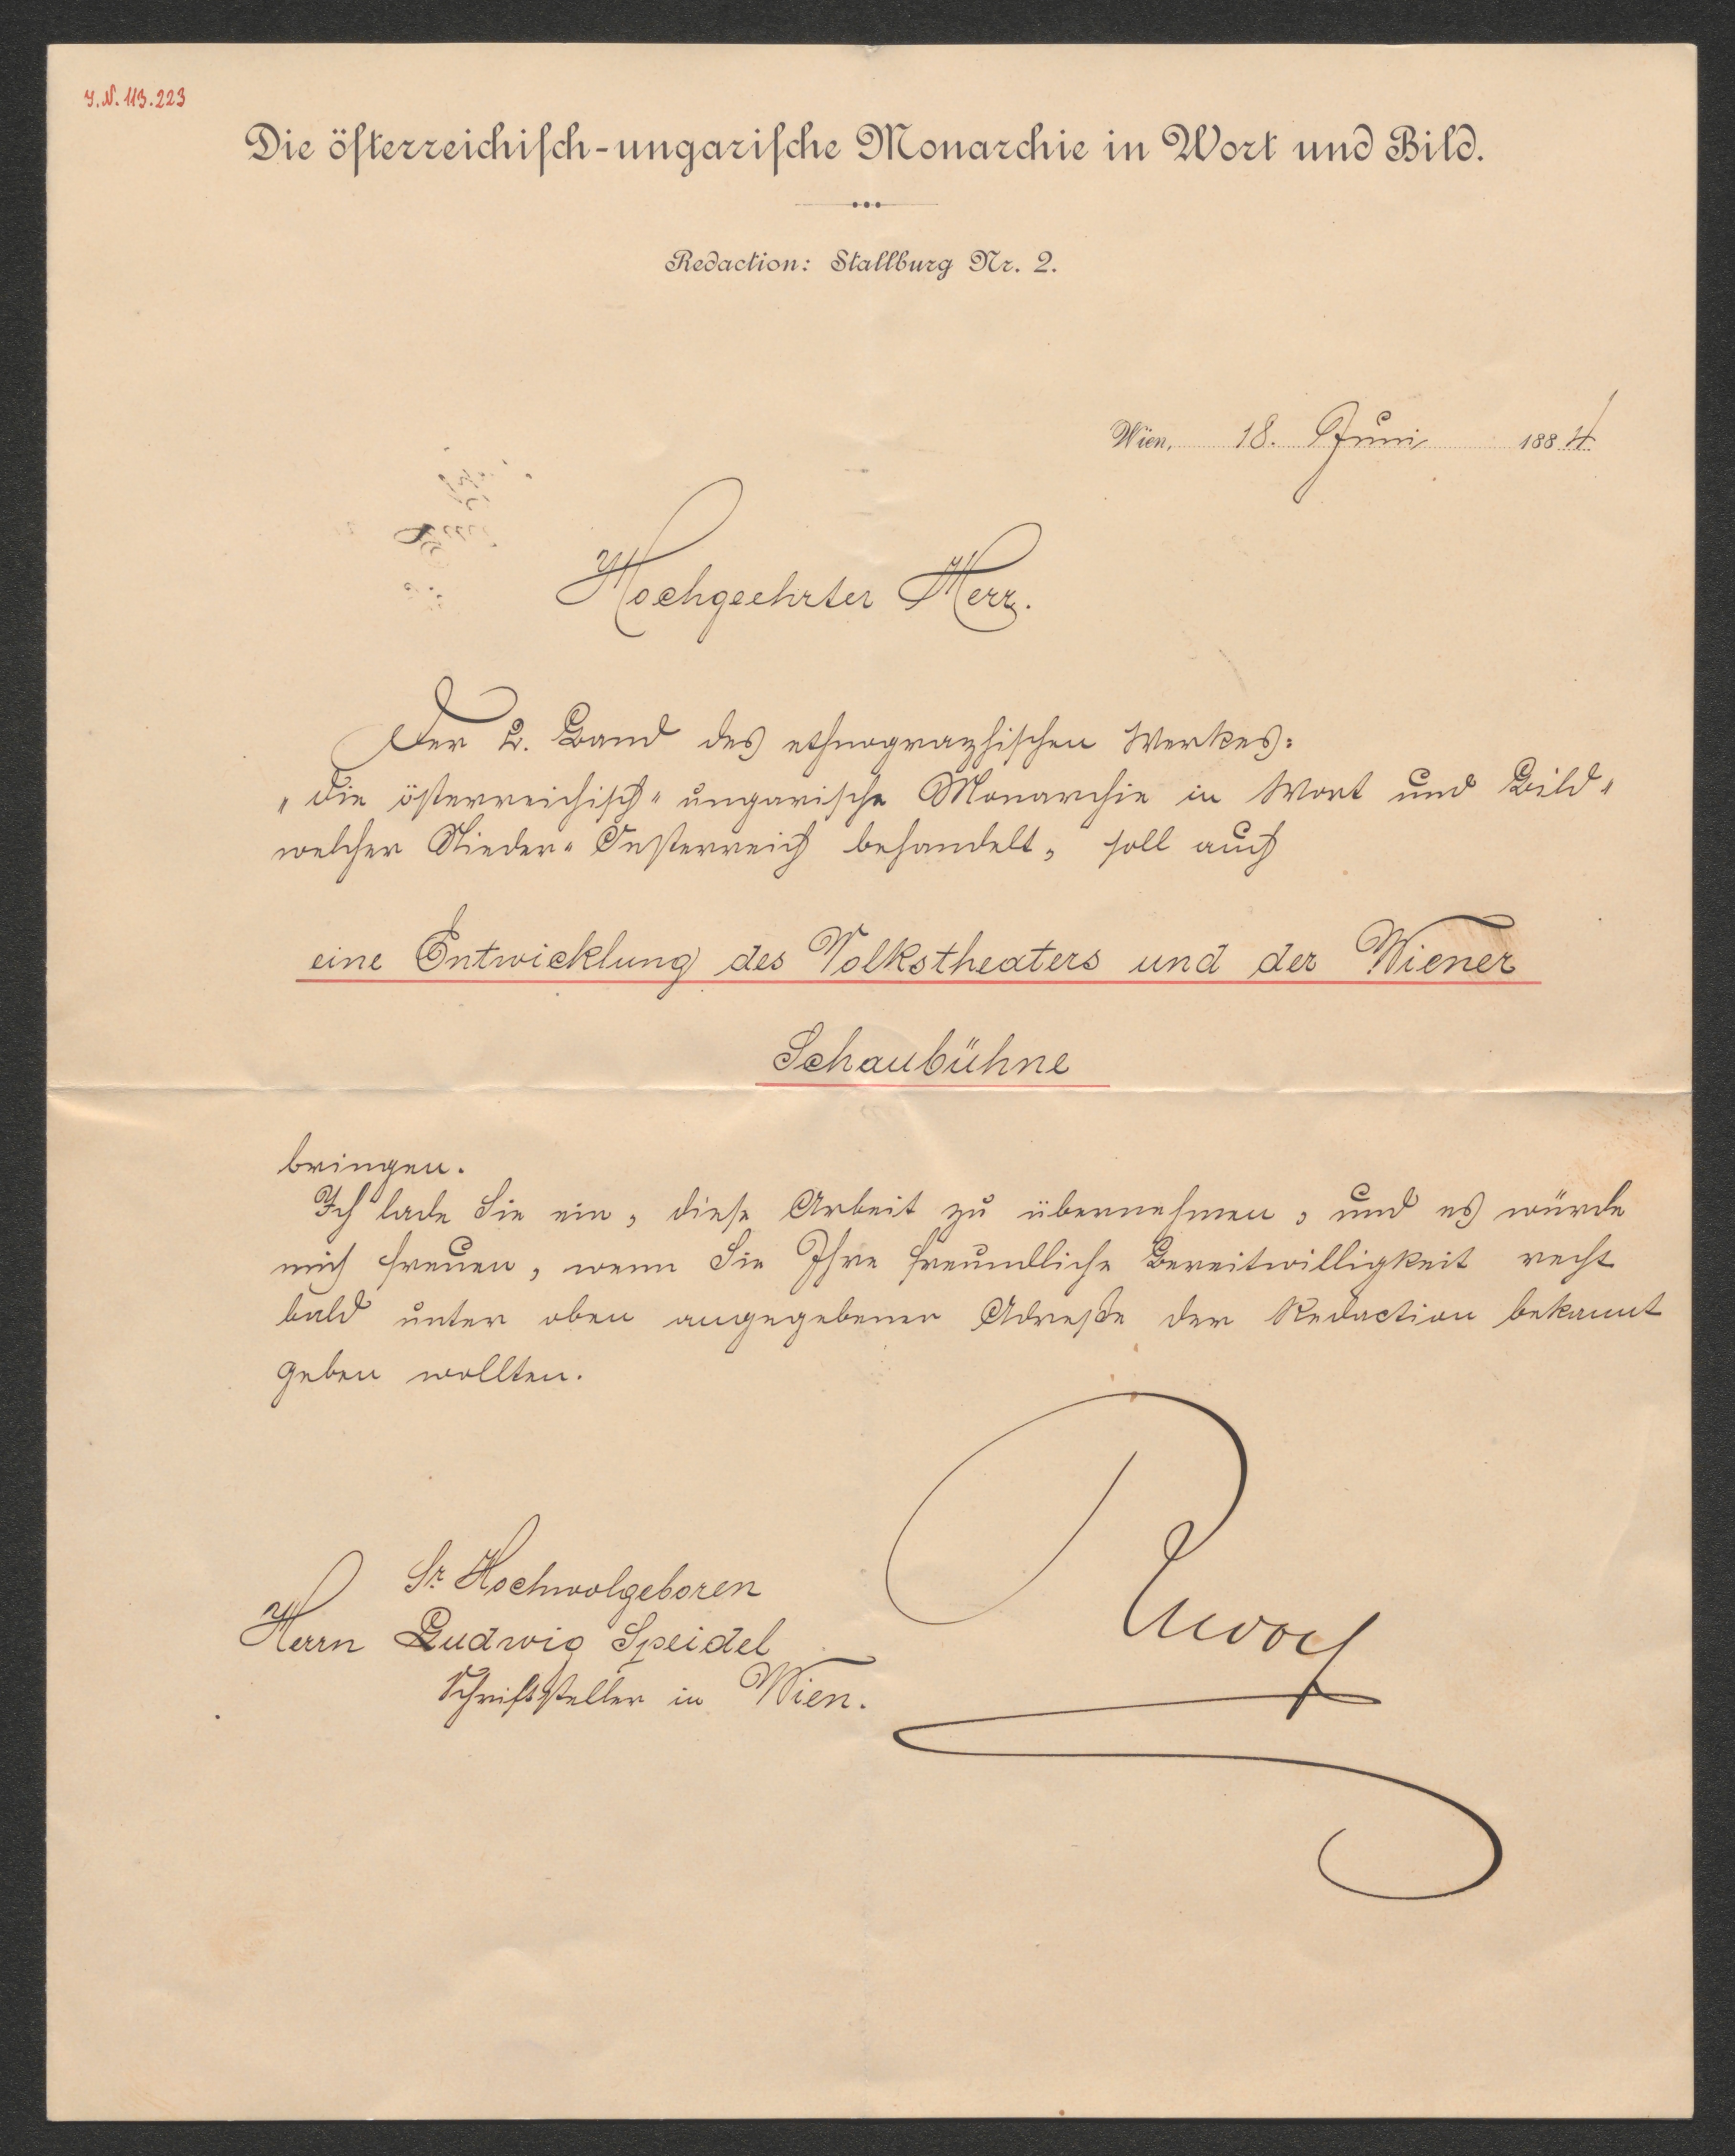 J.N. 113.223
Die österreichisch-ungarische Monarchie in Wort und Bild.
Redaction: Stallburg Nr. 2.
Wien, 18. Juni 1884
Hochgeehrter Herr.
Der 2. Band des ethnographischen Werkes:
„die österreichisch-ungarische Monarchie in Wort und Bild“
welcher Nieder-Oesterreich behandelt, soll auch
eine Entwicklung des Volkstheaters und der Wiener
Schaubühne
bringen.
Ich lade Sie ein, diese Arbeit zu übernehmen, und es würde
mich freuen, wenn Sie Ihre freundliche Bereitwilligkeit recht
bald unter oben angegebener Adreße der Redaction bekannt
geben wollten.
Sr Hochwolgeboren
Herrn Ludwig Speidel
Schriftsteller in Wien.
Rudolf